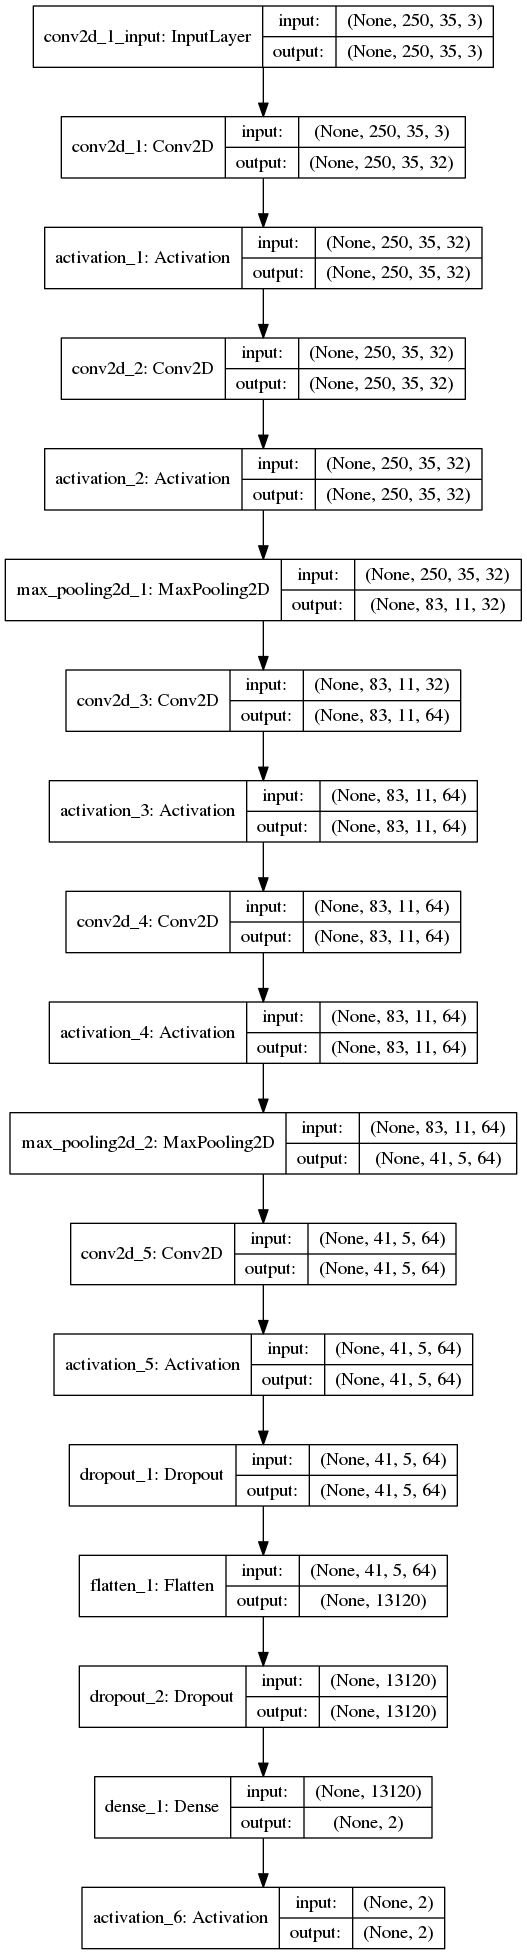 conv2d_1_input: InputLayer
input: (None, 250, 35, 3)
output: (None, 250, 35, 3)
conv2d_1: Conv2D
input: (None, 250, 35, 3)
output: (None, 250, 35, 32)
activation_1: Activation
input: (None, 250, 35, 32)
output: (None, 250, 35, 32)
conv2d_2: Conv2D
input: (None, 250, 35, 32)
output: (None, 250, 35, 32)
activation_2: Activation
input: (None, 250, 35, 32)
output: (None, 250, 35, 32)
max_pooling2d_1: MaxPooling2D
input: (None, 250, 35, 32)
output: (None, 83, 11, 32)
conv2d_3: Conv2D
input: (None, 83, 11, 32)
output: (None, 83, 11, 64)
activation_3: Activation
input: (None, 83, 11, 64)
output: (None, 83, 11, 64)
conv2d_4: Conv2D
input: (None, 83, 11, 64)
output: (None, 83, 11, 64)
activation_4: Activation
input: (None, 83, 11, 64)
output: (None, 83, 11, 64)
max_pooling2d_2: MaxPooling2D
input: (None, 83, 11, 64)
output: (None, 41, 5, 64)
conv2d_5: Conv2D
input: (None, 41, 5, 64)
output: (None, 41, 5, 64)
activation_5: Activation
input: (None, 41, 5, 64)
output: (None, 41, 5, 64)
dropout_1: Dropout
input: (None, 41, 5, 64)
output: (None, 41, 5, 64)
flatten_1: Flatten
input: (None, 41, 5, 64)
output: (None, 13120)
dropout_2: Dropout
input: (None, 13120)
output: (None, 13120)
dense_1: Dense
input: (None, 13120)
output: (None, 2)
activation_6: Activation
input: (None, 2)
output: (None, 2)